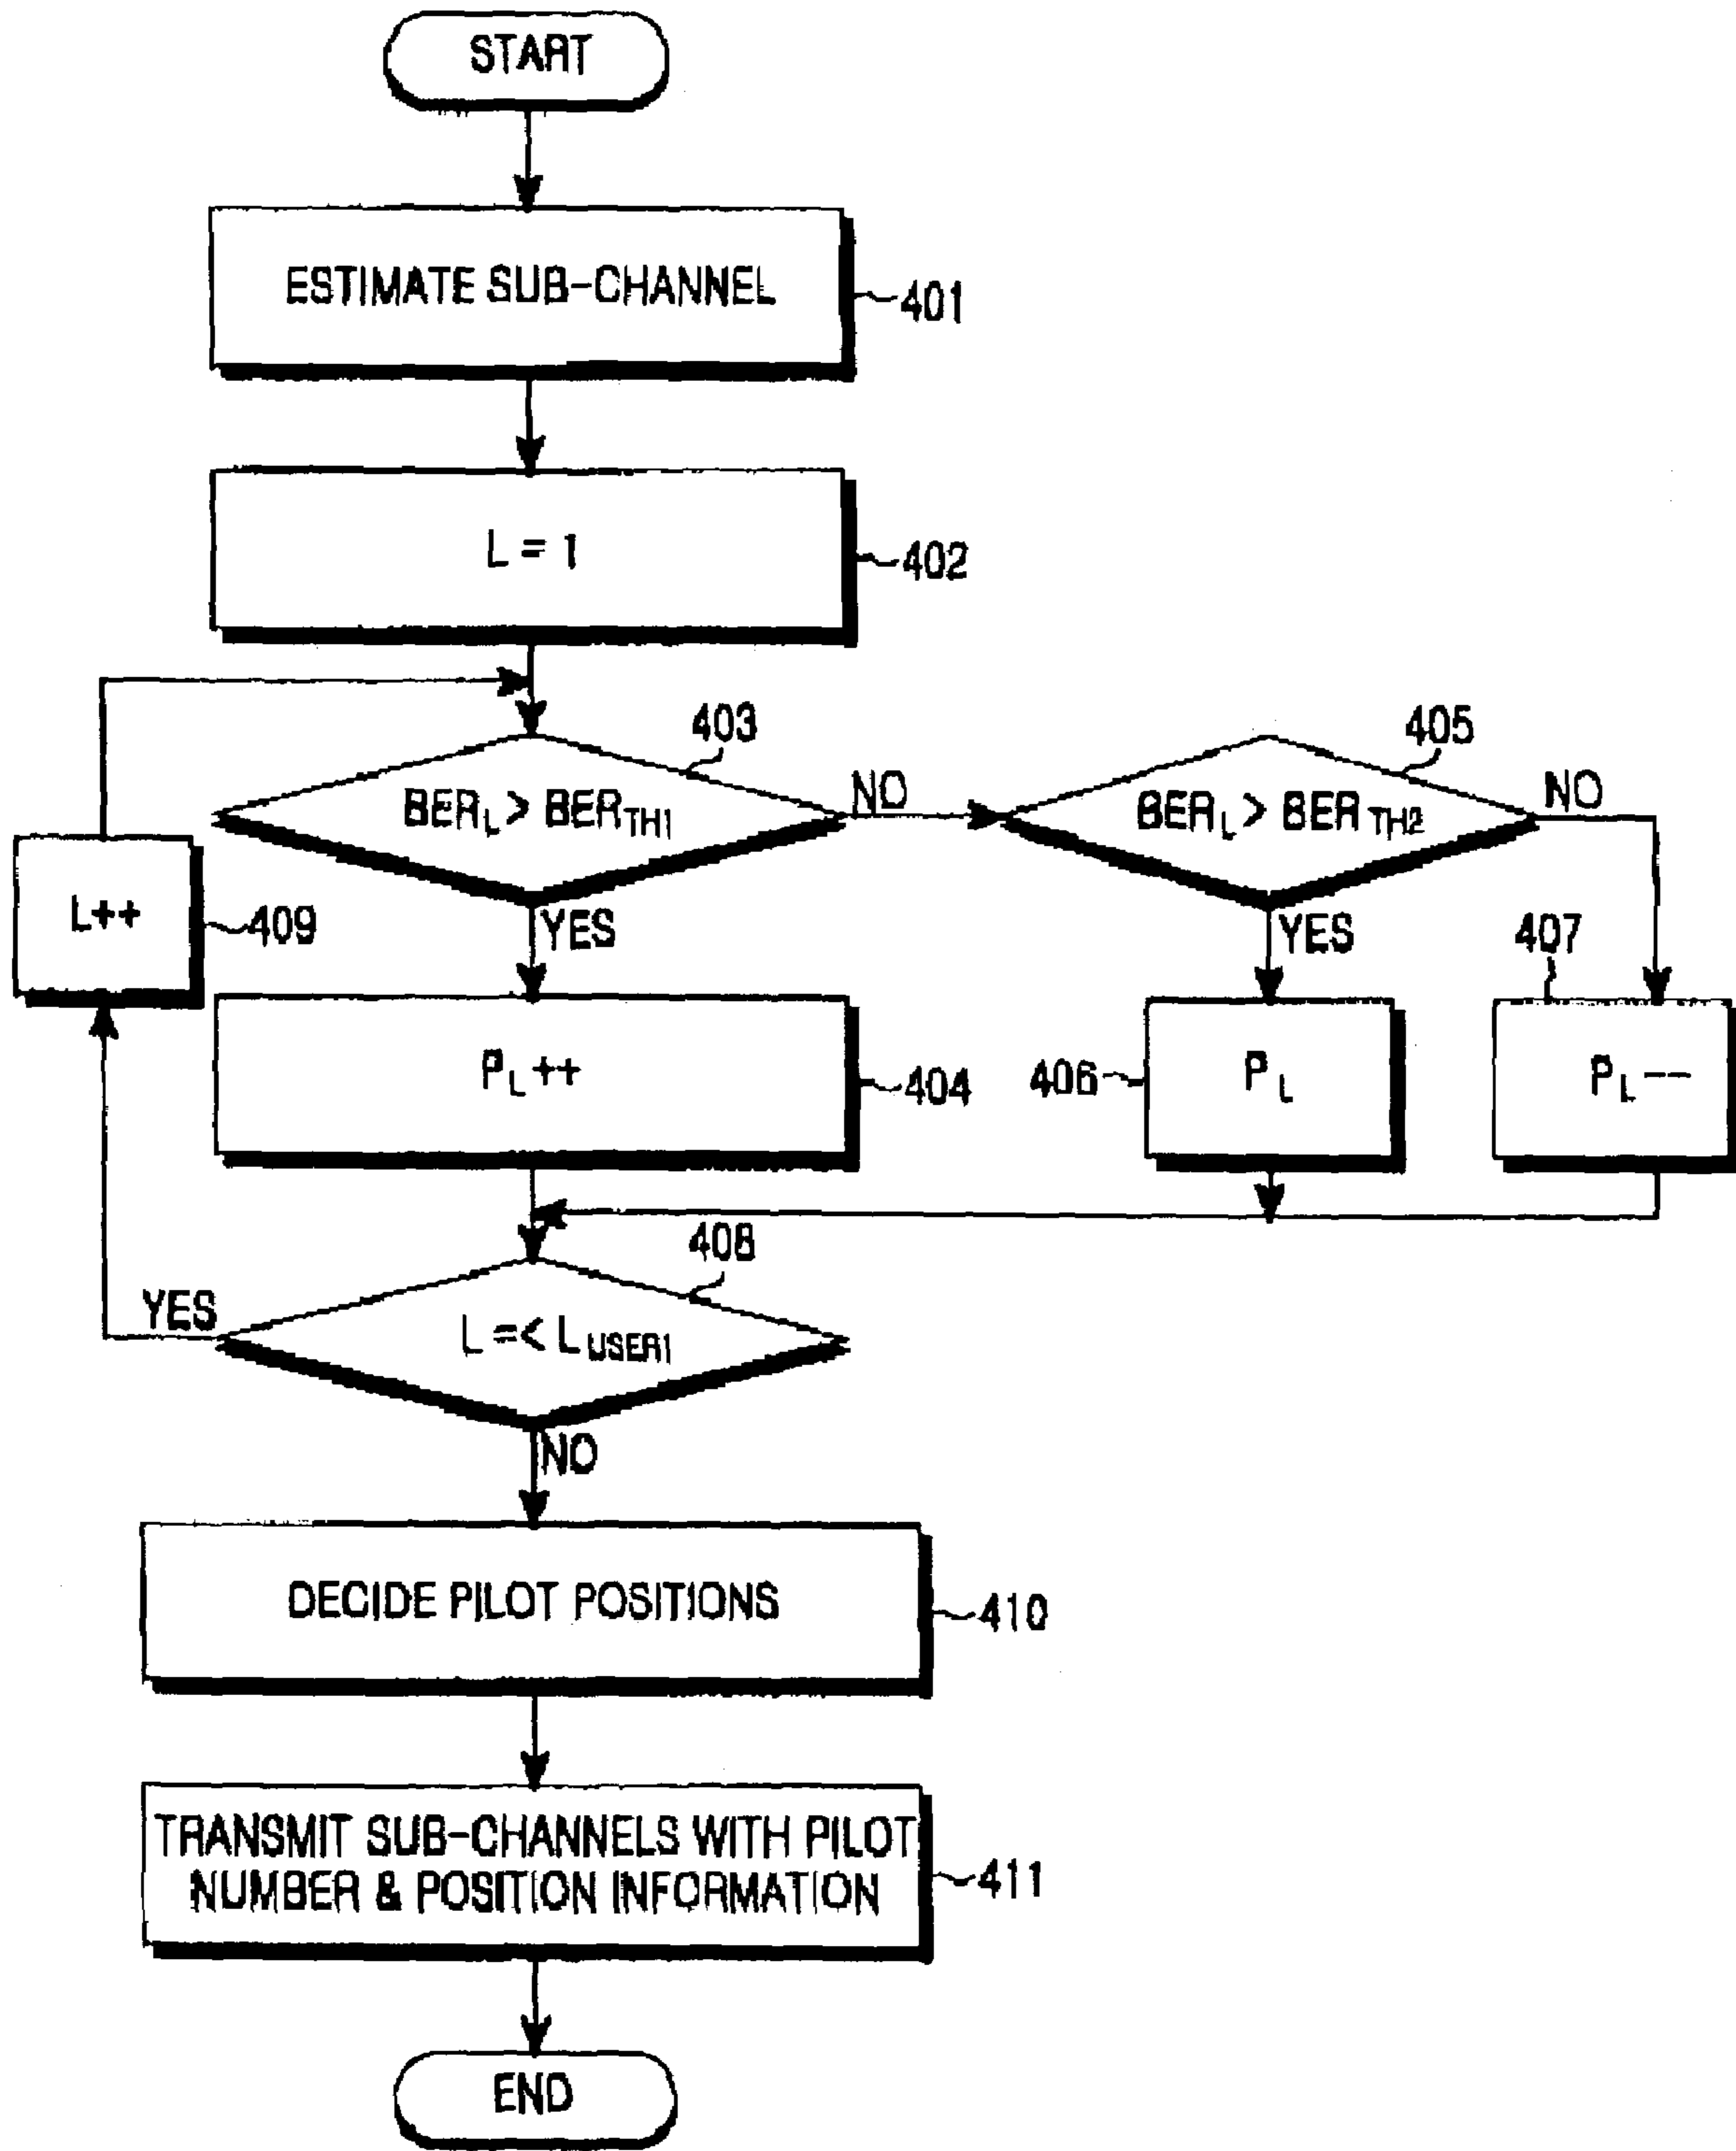 START
ESTIMATE SUB-CHANNEL
401
L = 1
402
403
BER_L > BER_TH1
NO
405
BER_L > BER_TH2
NO
L++
409
YES
YES
407
P_L ++
404
406
P_L
P_L --
408
YES
L =< L_USER1
NO
DECIDE PILOT POSITIONS
410
TRANSMIT SUB-CHANNELS WITH PILOT
NUMBER & POSITION INFORMATION
411
END